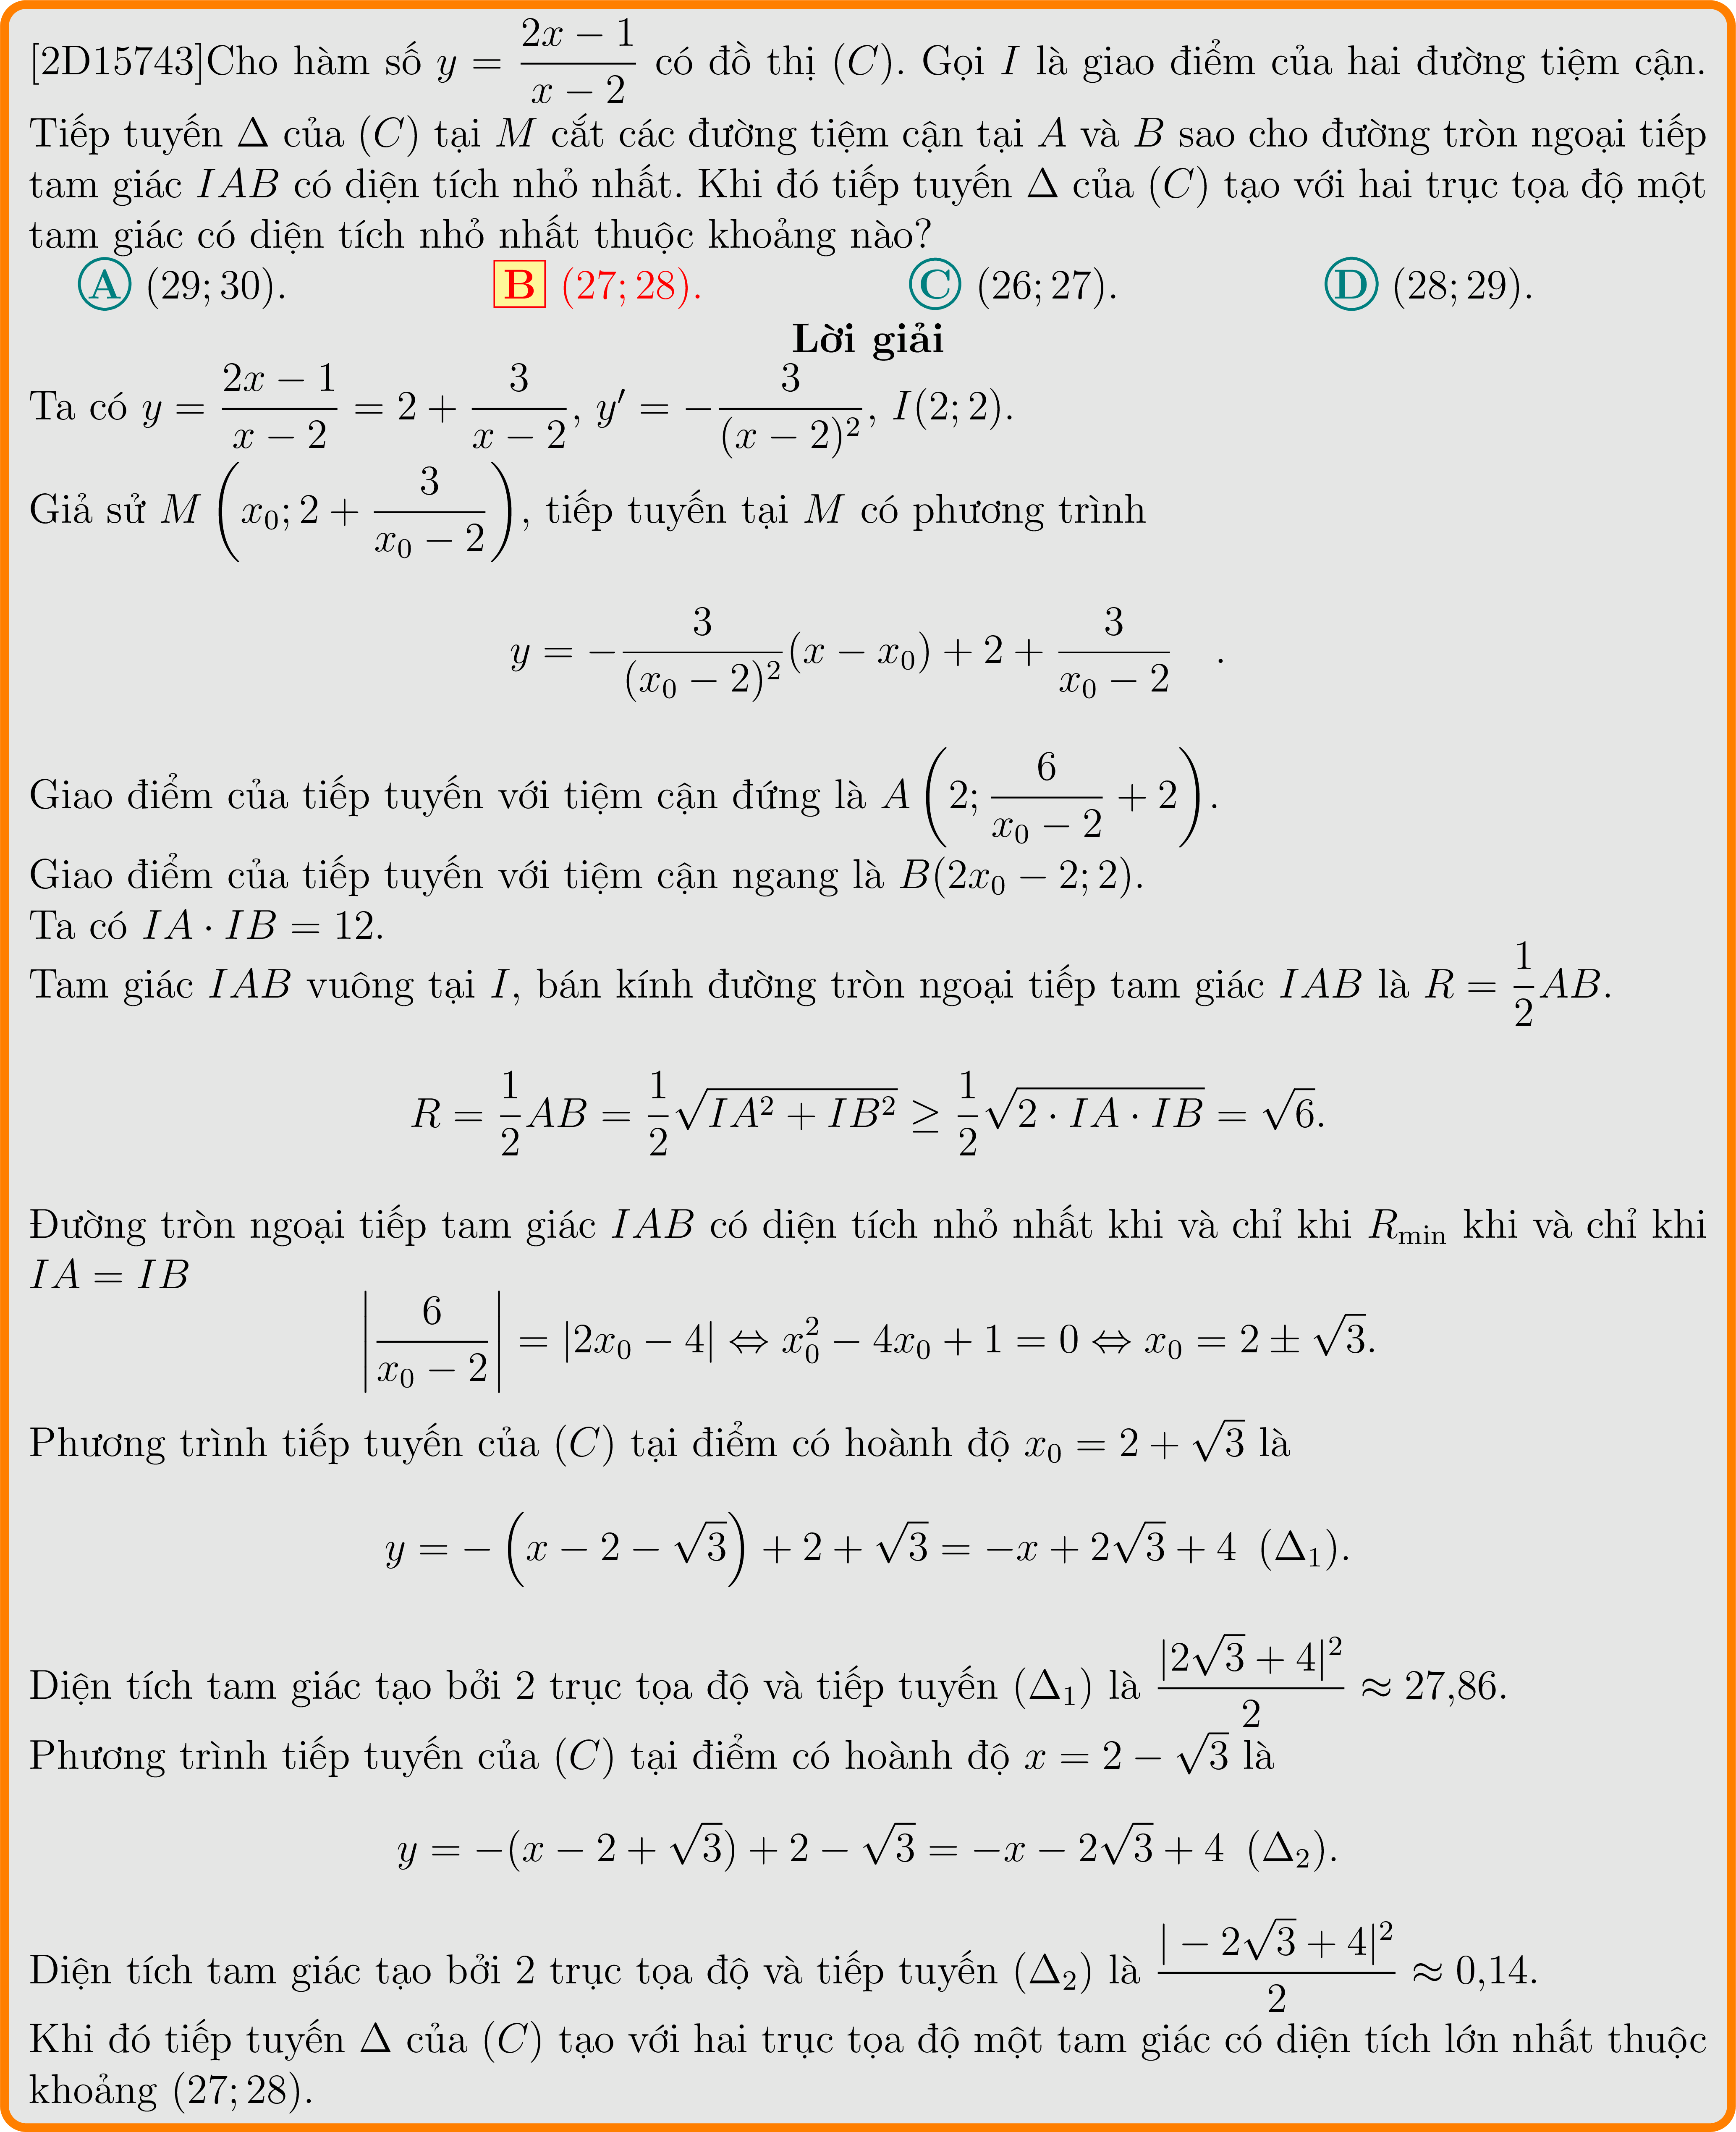 [2D15743]Cho hàm số $y = \dfrac{2x-1}{x-2}$ có đồ thị $(C)$. Gọi $I$ là giao điểm của hai đường tiệm cận.
Tiếp tuyến $\Delta$ của $(C)$ tại $M$ cắt các đường tiệm cận tại $A$ và $B$ sao cho đường tròn ngoại tiếp
tam giác $IAB$ có diện tích nhỏ nhất. Khi đó tiếp tuyến $\Delta$ của $(C)$ tạo với hai trục tọa độ một
tam giác có diện tích nhỏ nhất thuộc khoảng nào?
A (29; 30). B (27; 28). C (26; 27). D (28; 29).
Lời giải
Ta có $y = \dfrac{2x-1}{x-2} = 2 + \dfrac{3}{x-2}$, $y' = -\dfrac{3}{(x-2)^2}$, $I(2; 2)$.
Giả sử $M\left(x_0; 2 + \dfrac{3}{x_0-2}\right)$, tiếp tuyến tại $M$ có phương trình
$y = -\dfrac{3}{(x_0-2)^2}(x - x_0) + 2 + \dfrac{3}{x_0-2}$ .
Giao điểm của tiếp tuyến với tiệm cận đứng là $A\left(2; \dfrac{6}{x_0-2} + 2\right)$.
Giao điểm của tiếp tuyến với tiệm cận ngang là $B(2x_0 - 2; 2)$.
Ta có $IA \cdot IB = 12$.
Tam giác $IAB$ vuông tại $I$, bán kính đường tròn ngoại tiếp tam giác $IAB$ là $R = \dfrac{1}{2}AB$.
$R = \dfrac{1}{2}AB = \dfrac{1}{2}\sqrt{IA^2 + IB^2} \geq \dfrac{1}{2}\sqrt{2 \cdot IA \cdot IB} = \sqrt{6}$.
Đường tròn ngoại tiếp tam giác $IAB$ có diện tích nhỏ nhất khi và chỉ khi $R_{\min}$ khi và chỉ khi
$IA = IB$
$\left|\dfrac{6}{x_0-2}\right| = |2x_0 - 4| \Leftrightarrow x_0^2 - 4x_0 + 1 = 0 \Leftrightarrow x_0 = 2 \pm \sqrt{3}$.
Phương trình tiếp tuyến của $(C)$ tại điểm có hoành độ $x_0 = 2 + \sqrt{3}$ là
$y = -\left(x - 2 - \sqrt{3}\right) + 2 + \sqrt{3} = -x + 2\sqrt{3} + 4$ $(\Delta_1)$.
Diện tích tam giác tạo bởi 2 trục tọa độ và tiếp tuyến $(\Delta_1)$ là $\dfrac{|2\sqrt{3}+4|^2}{2} \approx 27{,}86$.
Phương trình tiếp tuyến của $(C)$ tại điểm có hoành độ $x = 2 - \sqrt{3}$ là
$y = -(x - 2 + \sqrt{3}) + 2 - \sqrt{3} = -x - 2\sqrt{3} + 4$ $(\Delta_2)$.
Diện tích tam giác tạo bởi 2 trục tọa độ và tiếp tuyến $(\Delta_2)$ là $\dfrac{|-2\sqrt{3}+4|^2}{2} \approx 0{,}14$.
Khi đó tiếp tuyến $\Delta$ của $(C)$ tạo với hai trục tọa độ một tam giác có diện tích lớn nhất thuộc
khoảng (27; 28).